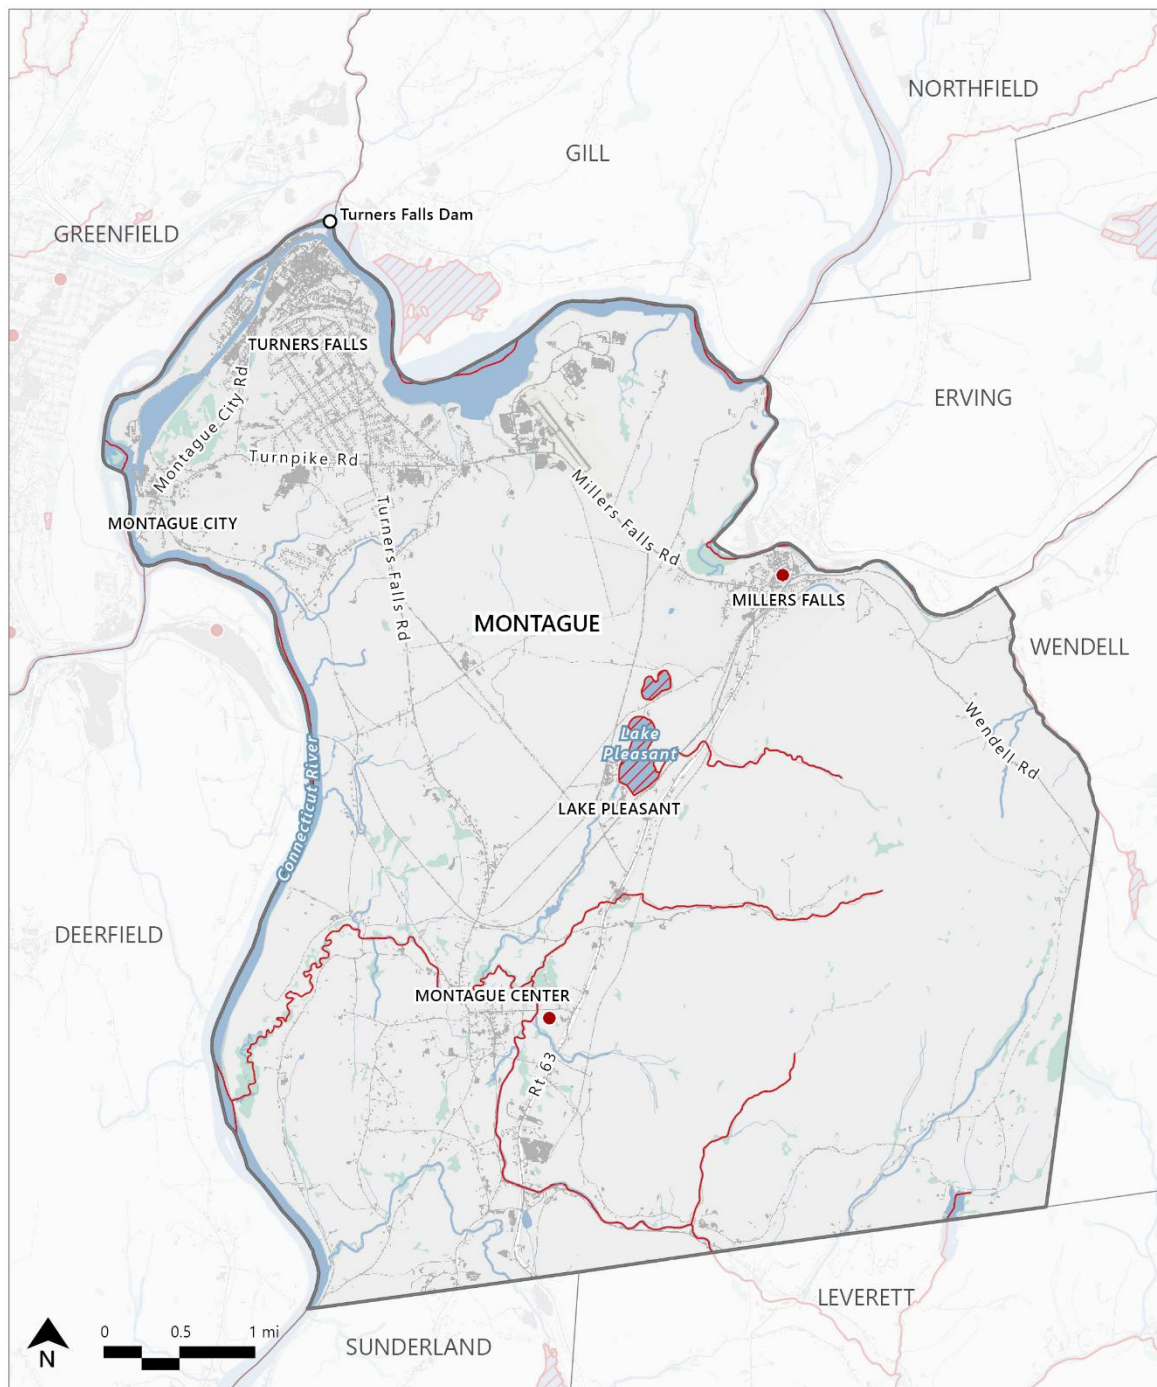 NORTHFIELD
GILL
Turners Falls Dam
GREENFIELD
TURNERS FALLS
Montague City Rd
ERVING
Turnpike Rd
Millers Falls Rd
Turners Falls Rd
MONTAGUE CITY
MILLERS FALLS
MONTAGUE
WENDELL
Wendell Rd
Lake
Pleasant
LAKE PLEASANT
Connecticut River
DEERFIELD
MONTAGUE CENTER
Rt 63
LEVERETT
SUNDERLAND
0 0.5 1 mi
N